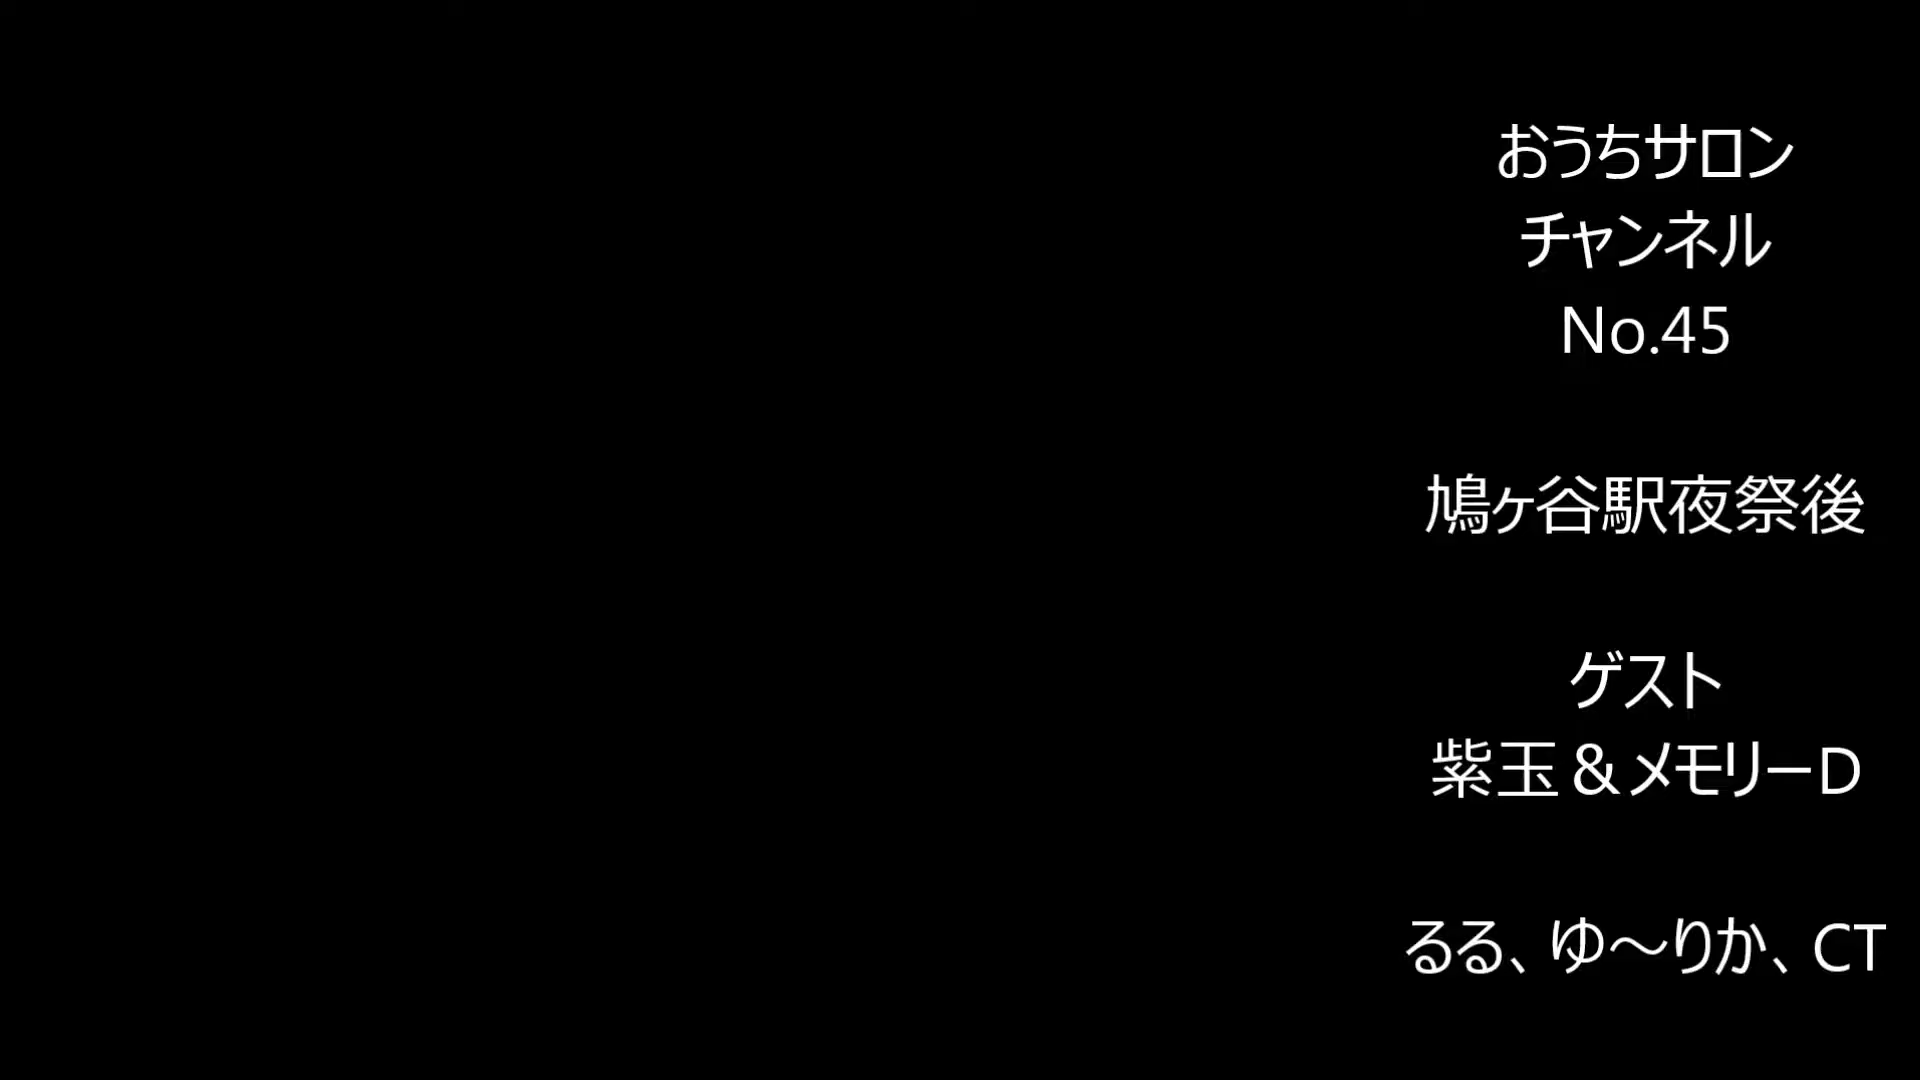 おうちサロン
チャンネル
No.45
鳩ヶ谷駅夜祭後
ゲスト
紫玉＆メモリーD
るる、ゆ～りか、CT